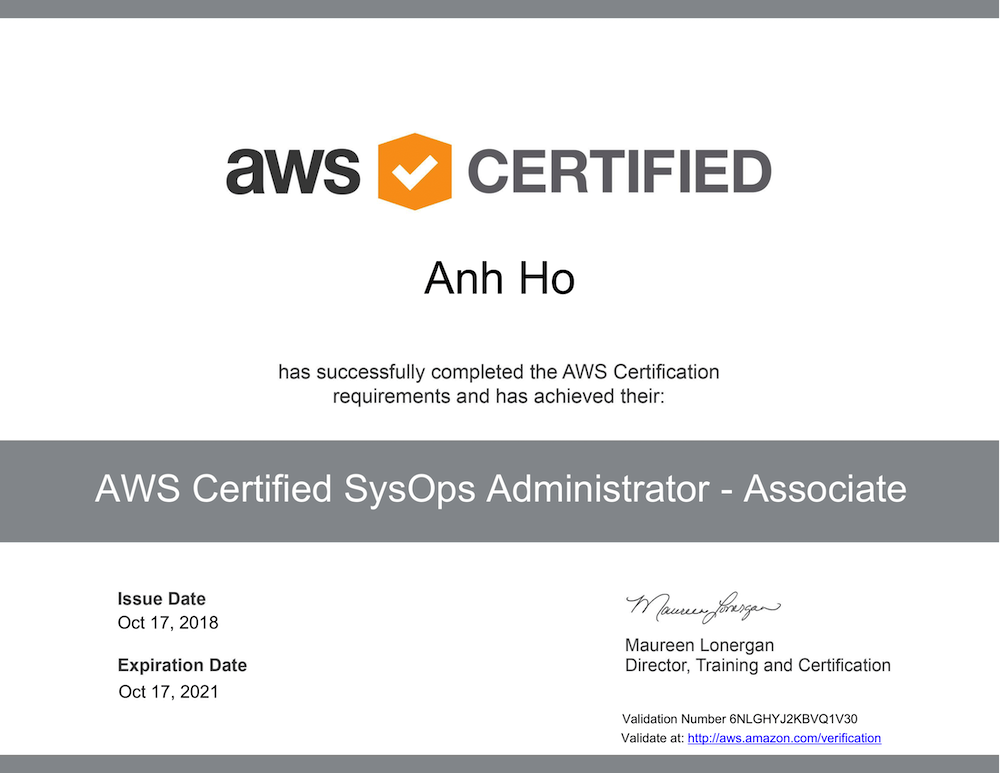 aws CERTIFIED
Anh Ho
has successfully completed the AWS Certification
requirements and has achieved their:
AWS Certified SysOps Administrator - Associate
Issue Date
Oct 17, 2018
Expiration Date
Oct 17, 2021
Maureen Lonergan
Maureen Lonergan
Director, Training and Certification
Validation Number 6NLGHYJ2KBVQ1V30
Validate at: http://aws.amazon.com/verification